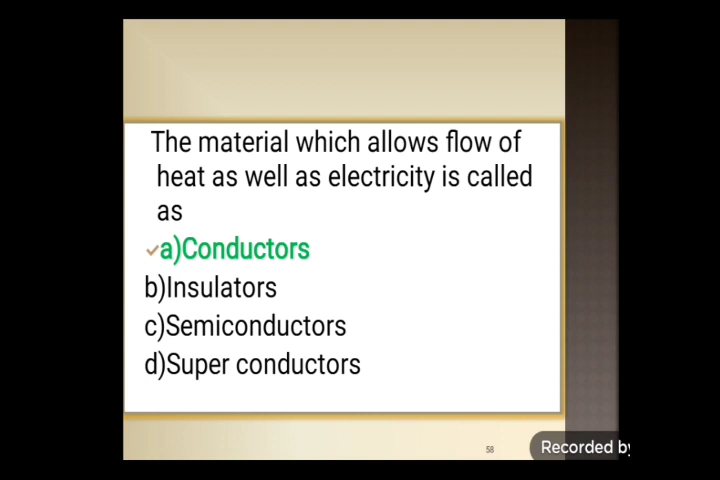 The material which allows flow of
heat as well as electricity is called
as
a)Conductors
b)Insulators
c)Semiconductors
d)Super conductors
58
Recorded by